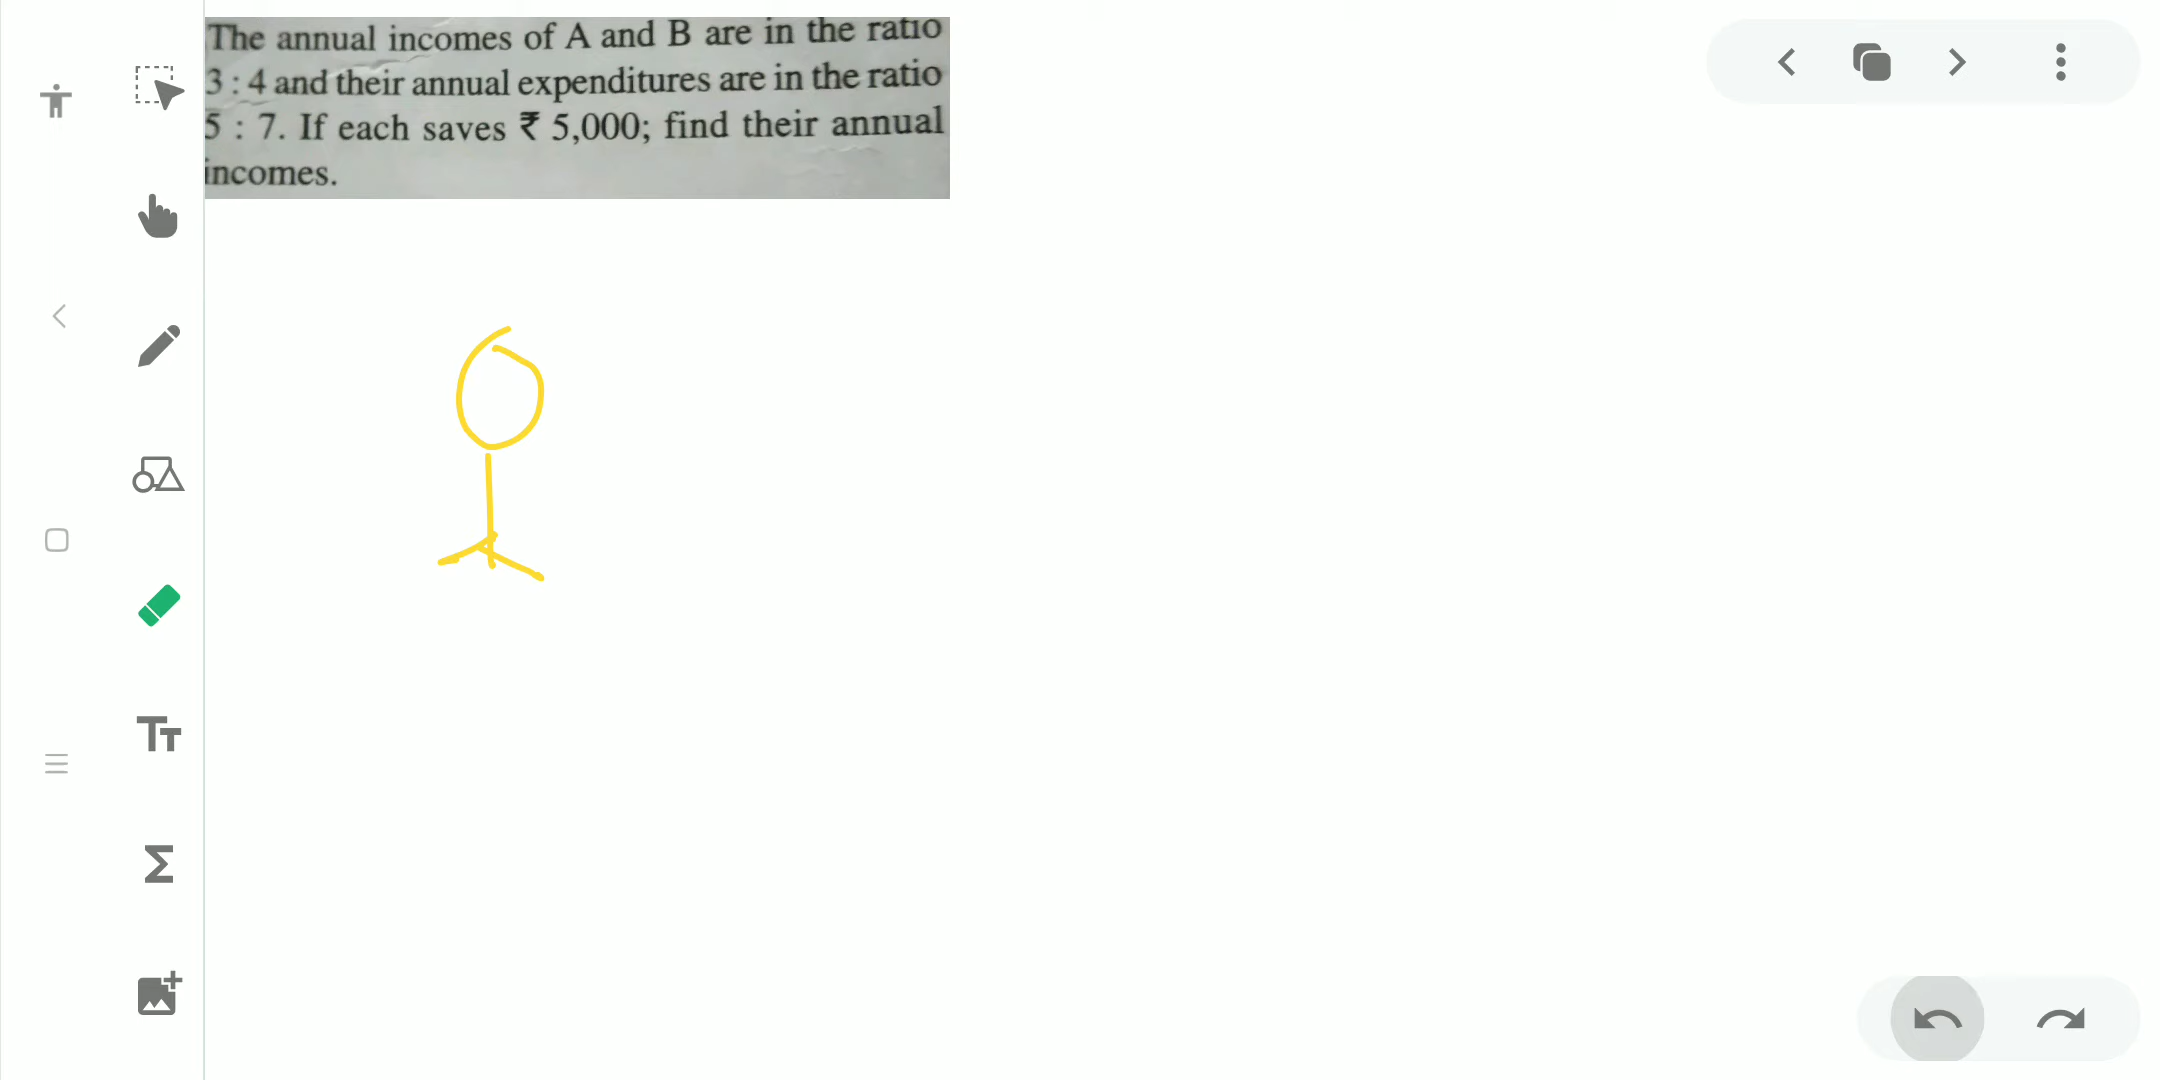 The annual incomes of A and B are in the ratio
3 : 4 and their annual expenditures are in the ratio
5 : 7. If each saves ₹ 5,000; find their annual
incomes.